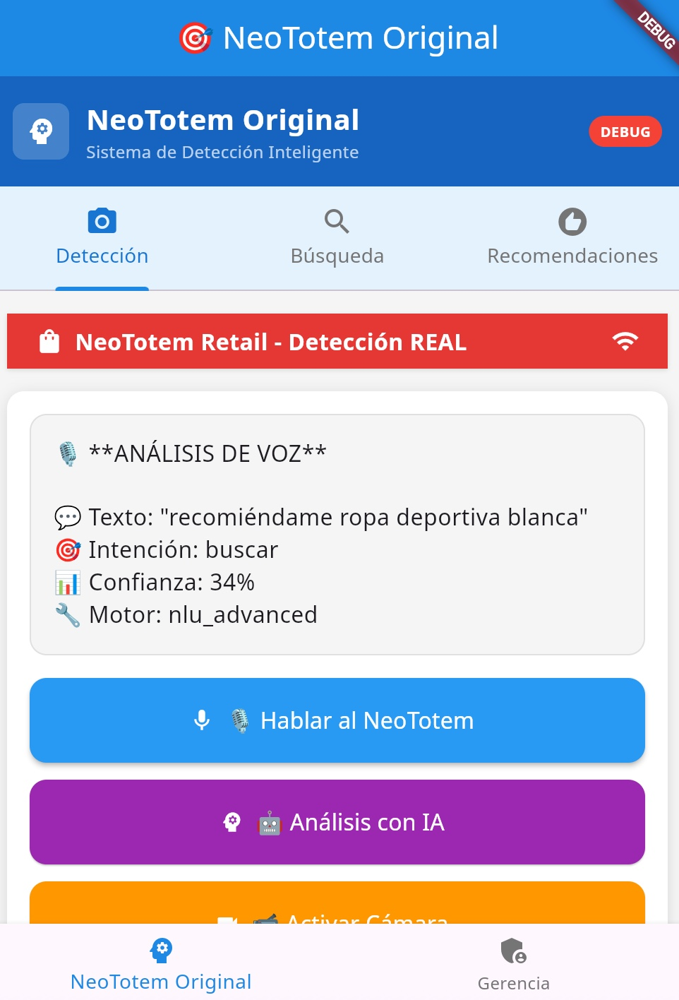 🎯 NeoTotem Original
DEBUG
NeoTotem Original
Sistema de Detección Inteligente
DEBUG
Detección
Búsqueda
Recomendaciones
NeoTotem Retail - Detección REAL
🎙️ **ANÁLISIS DE VOZ**
💬 Texto: "recomiéndame ropa deportiva blanca"
🎯 Intención: buscar
📊 Confianza: 34%
🔧 Motor: nlu_advanced
🎙️ Hablar al NeoTotem
🤖 Análisis con IA
📹 Activar Cámara
NeoTotem Original
Gerencia